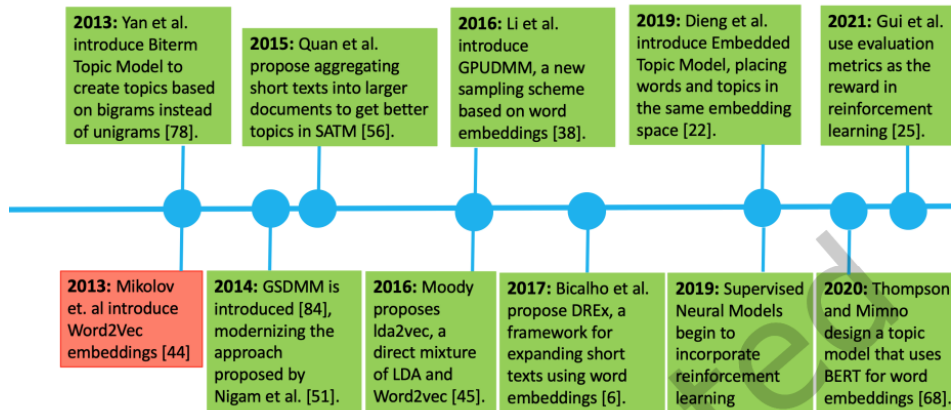 2013: Yan et al.
introduce Biterm
Topic Model to
create topics based
on bigrams instead
of unigrams [78].
2015: Quan et al.
propose aggregating
short texts into larger
documents to get better
topics in SATM [56].
2016: Li et al.
introduce
GPUDMM, a new
sampling scheme
based on word
embeddings [38].
2019: Dieng et al.
introduce Embedded
Topic Model, placing
words and topics in
the same embedding
space [22].
2021: Gui et al.
use evaluation
metrics as the
reward in
reinforcement
learning [25].
2013: Mikolov
et. al introduce
Word2Vec
embeddings [44]
2014: GSDMM is
introduced [84],
modernizing the
approach
proposed by
Nigam et al. [51].
2016: Moody
proposes
lda2vec, a
direct mixture
of LDA and
Word2vec [45].
2017: Bicalho et al.
propose DREx, a
framework for
expanding short
texts using word
embeddings [6].
2019: Supervised
Neural Models
begin to
incorporate
reinforcement
learning
2020: Thompson
and Mimno
design a topic
model that uses
BERT for word
embeddings [68].